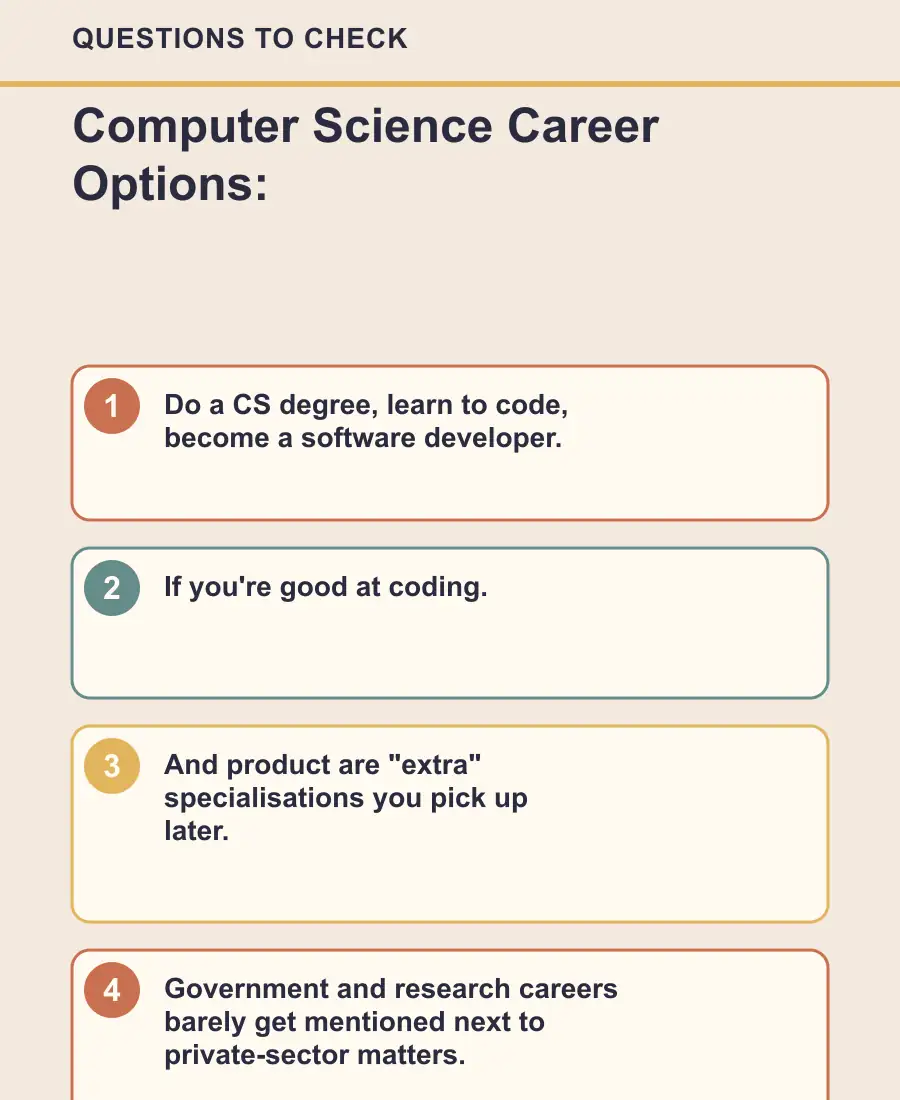 QUESTIONS TO CHECK
Computer Science Career
Options:
1
Do a CS degree, learn to code,
become a software developer.
2
If you're good at coding.
3
And product are "extra"
specialisations you pick up
later.
4
Government and research careers
barely get mentioned next to
private-sector matters.